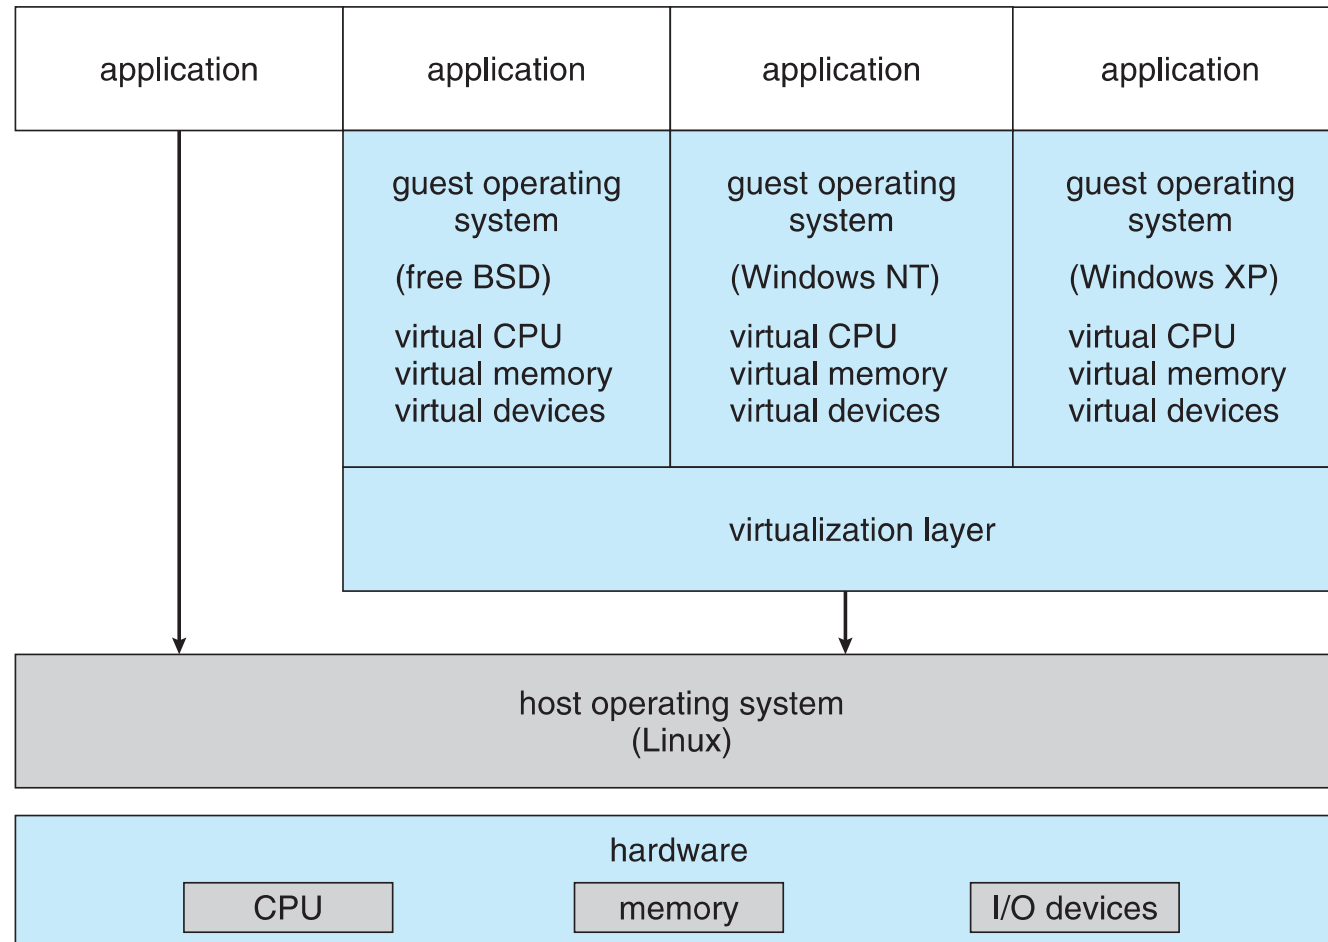 application
application
application
application
guest operating
system
(free BSD)
virtual CPU
virtual memory
virtual devices
guest operating
system
(Windows NT)
virtual CPU
virtual memory
virtual devices
guest operating
system
(Windows XP)
virtual CPU
virtual memory
virtual devices
virtualization layer
host operating system
(Linux)
hardware
CPU
memory
I/O devices